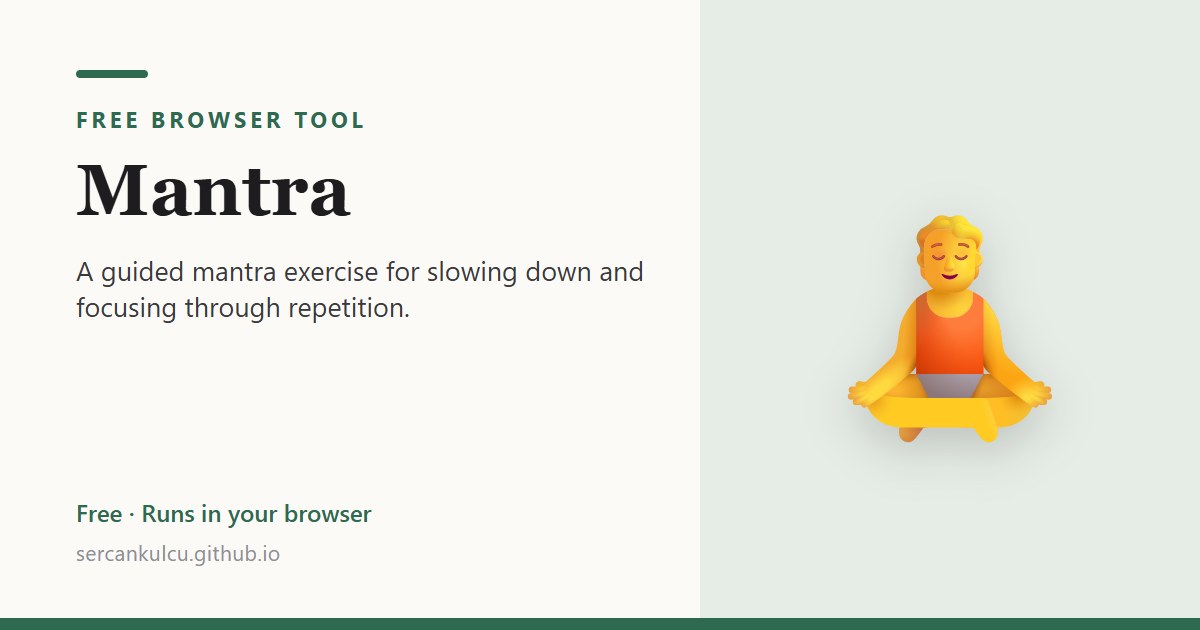 FREE BROWSER TOOL
Mantra
A guided mantra exercise for slowing down and
focusing through repetition.
Free · Runs in your browser
sercankulcu.github.io